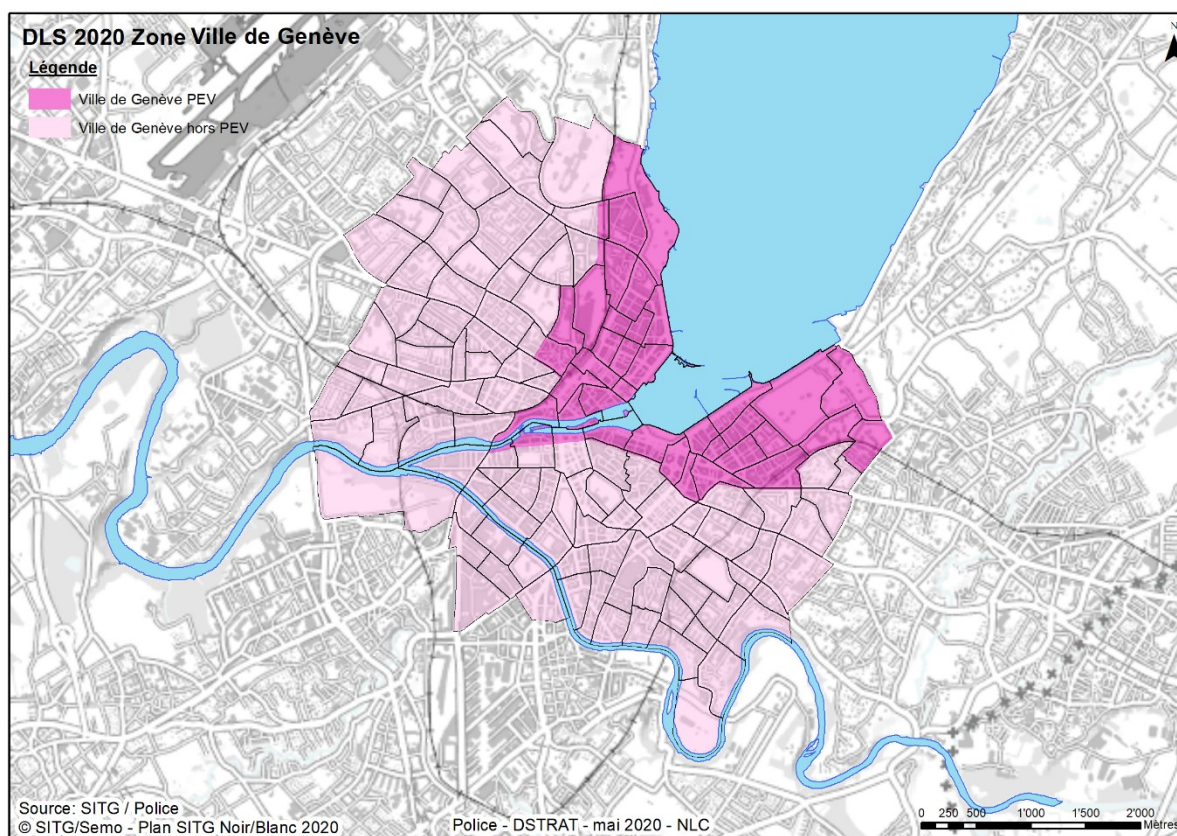 DLS 2020 Zone Ville de Genève
Légende
Ville de Genève PEV
Ville de Genève hors PEV
N
Source: SITG / Police
© SITG/Semo - Plan SITG Noir/Blanc 2020
Police - DSTRAT - mai 2020 - NLC
0 250 500 1'000 1'500 2'000
Mètres